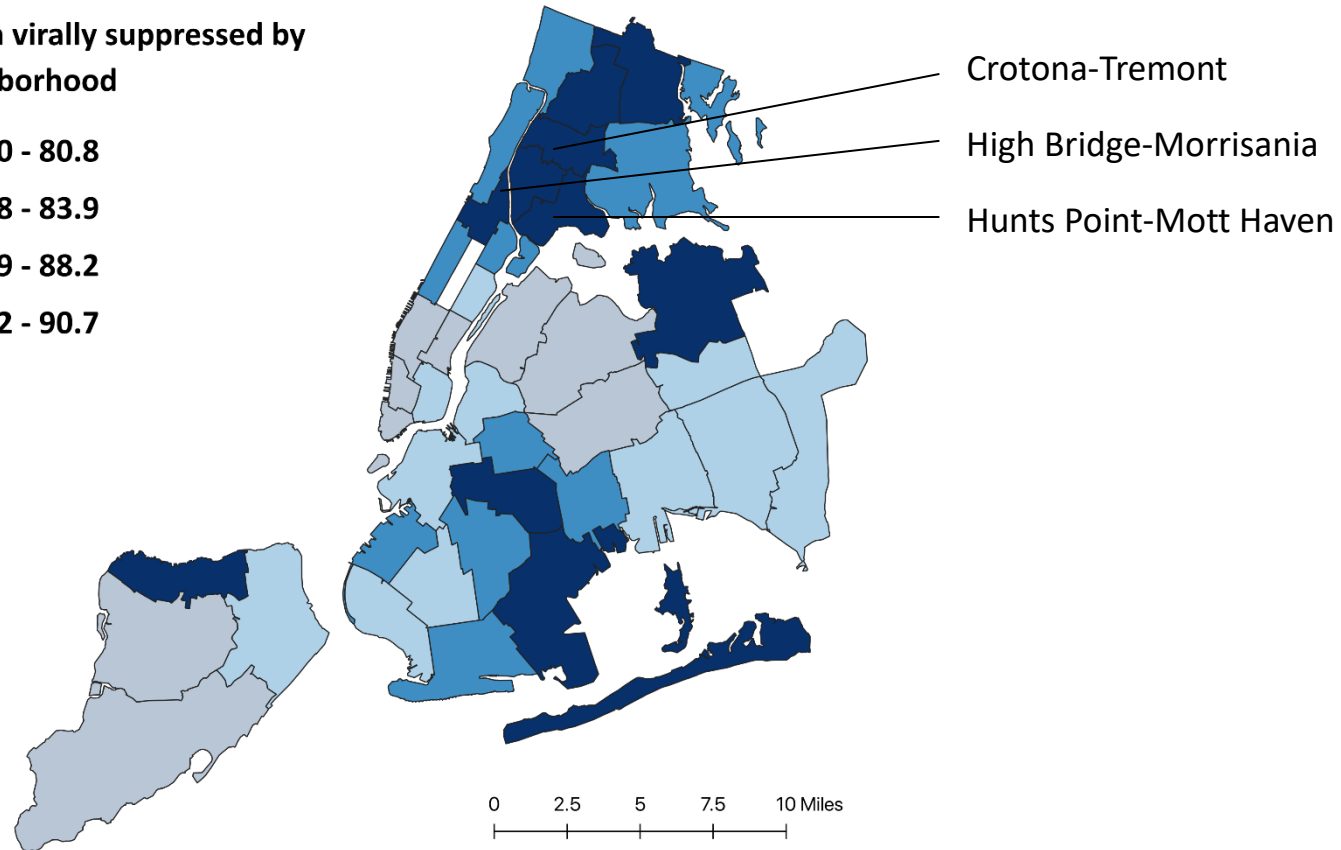 virally suppressed by
borhood
0 - 80.8
8 - 83.9
9 - 88.2
2 - 90.7
Crotona-Tremont
High Bridge-Morrisania
Hunts Point-Mott Haven
0 2.5 5 7.5 10 Miles